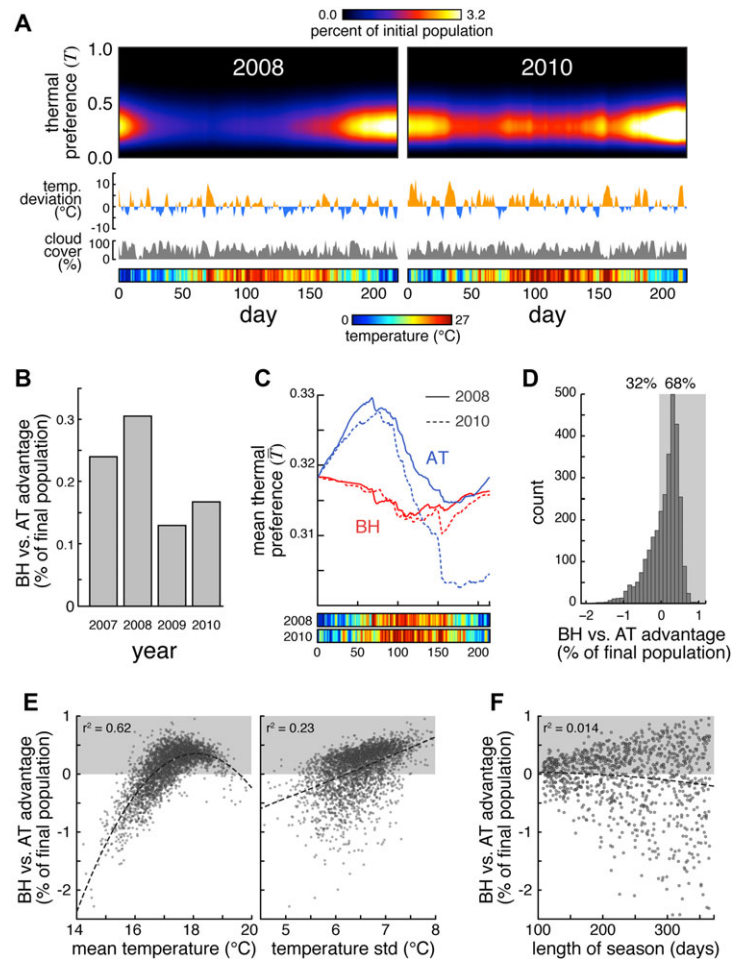 A
0.0 3.2
percent of initial population
2008 2010
thermal
preference (T)
1.0
0.5
0.0
temp.
deviation
(°C)
10
0
-10
cloud
cover
(%)
100
0
0 50 100 150 200 0 50 100 150 200
day day
0 27
temperature (°C)
B
BH vs. AT advantage
(% of final population)
0.3
0.2
0.1
0
2007 2008 2009 2010
year
C
mean thermal
preference (T̅)
0.33
0.32
0.31
2008
2010
AT
BH
2008
2010
0 50 100 150 200
D
32% 68%
count
500
400
300
200
100
0
−2 −1 0 1
BH vs. AT advantage
(% of final population)
E
BH vs. AT advantage
(% of final population)
1
0
-1
-2
r² = 0.62
14 16 18 20
mean temperature (°C)
r² = 0.23
5 6 7 8
temperature std (°C)
F
BH vs. AT advantage
(% of final population)
1
0
-1
-2
r² = 0.014
100 200 300
length of season (days)